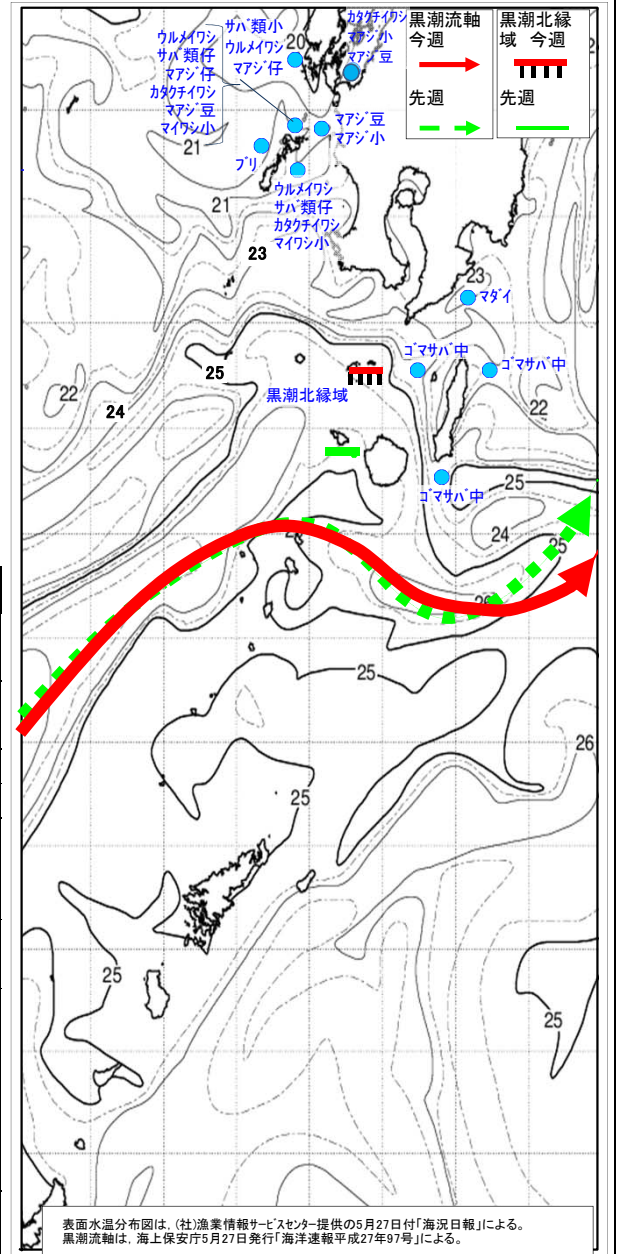 黒潮流軸
今週
先週
黒潮北縁
域 今週
先週
カタクチイワシ
マアジ小
マアジ豆
サバ類小
ウルメイワシ
マアジ仔
20
ウルメイワシ
サバ類仔
マアジ仔
カタクチイワシ
マアジ豆
マイワシ小
マアジ豆
マアジ小
21
ブリ
21
ウルメイワシ
サバ類仔
カタクチイワシ
マイワシ小
23
23
マダイ
ゴマサバ中
ゴマサバ中
25
22
黒潮北縁域
22
24
ゴマサバ中
25
24
25
25
26
25
25
25
表面水温分布図は，(社)漁業情報サービスセンター提供の5月27日付「海況日報」による。
黒潮流軸は，海上保安庁5月27日発行「海洋速報平成27年97号」による。